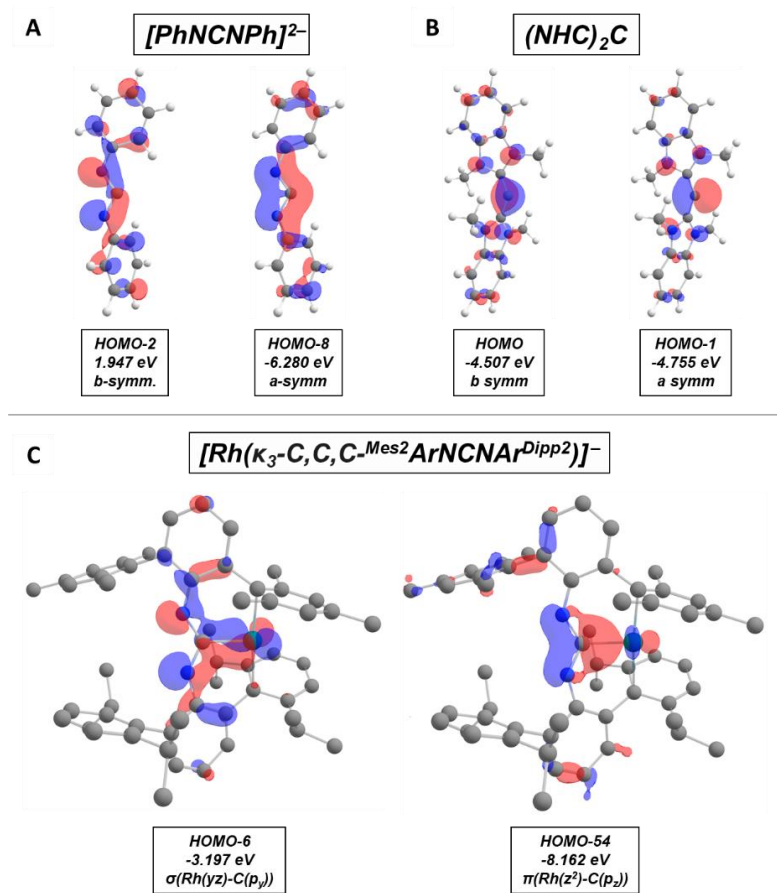 A
[PhNCNPh]²⁻
B
(NHC)₂C
HOMO-2
1.947 eV
b-symm.
HOMO-8
-6.280 eV
a-symm
HOMO
-4.507 eV
b symm
HOMO-1
-4.755 eV
a symm
C
[Rh(κ₃-C,C,C-ᴹᵉˢ²ArNCNArᴰⁱᵖᵖ²)]⁻
HOMO-6
-3.197 eV
σ(Rh(yz)-C(pᵧ))
HOMO-54
-8.162 eV
π(Rh(z²)-C(p_z))